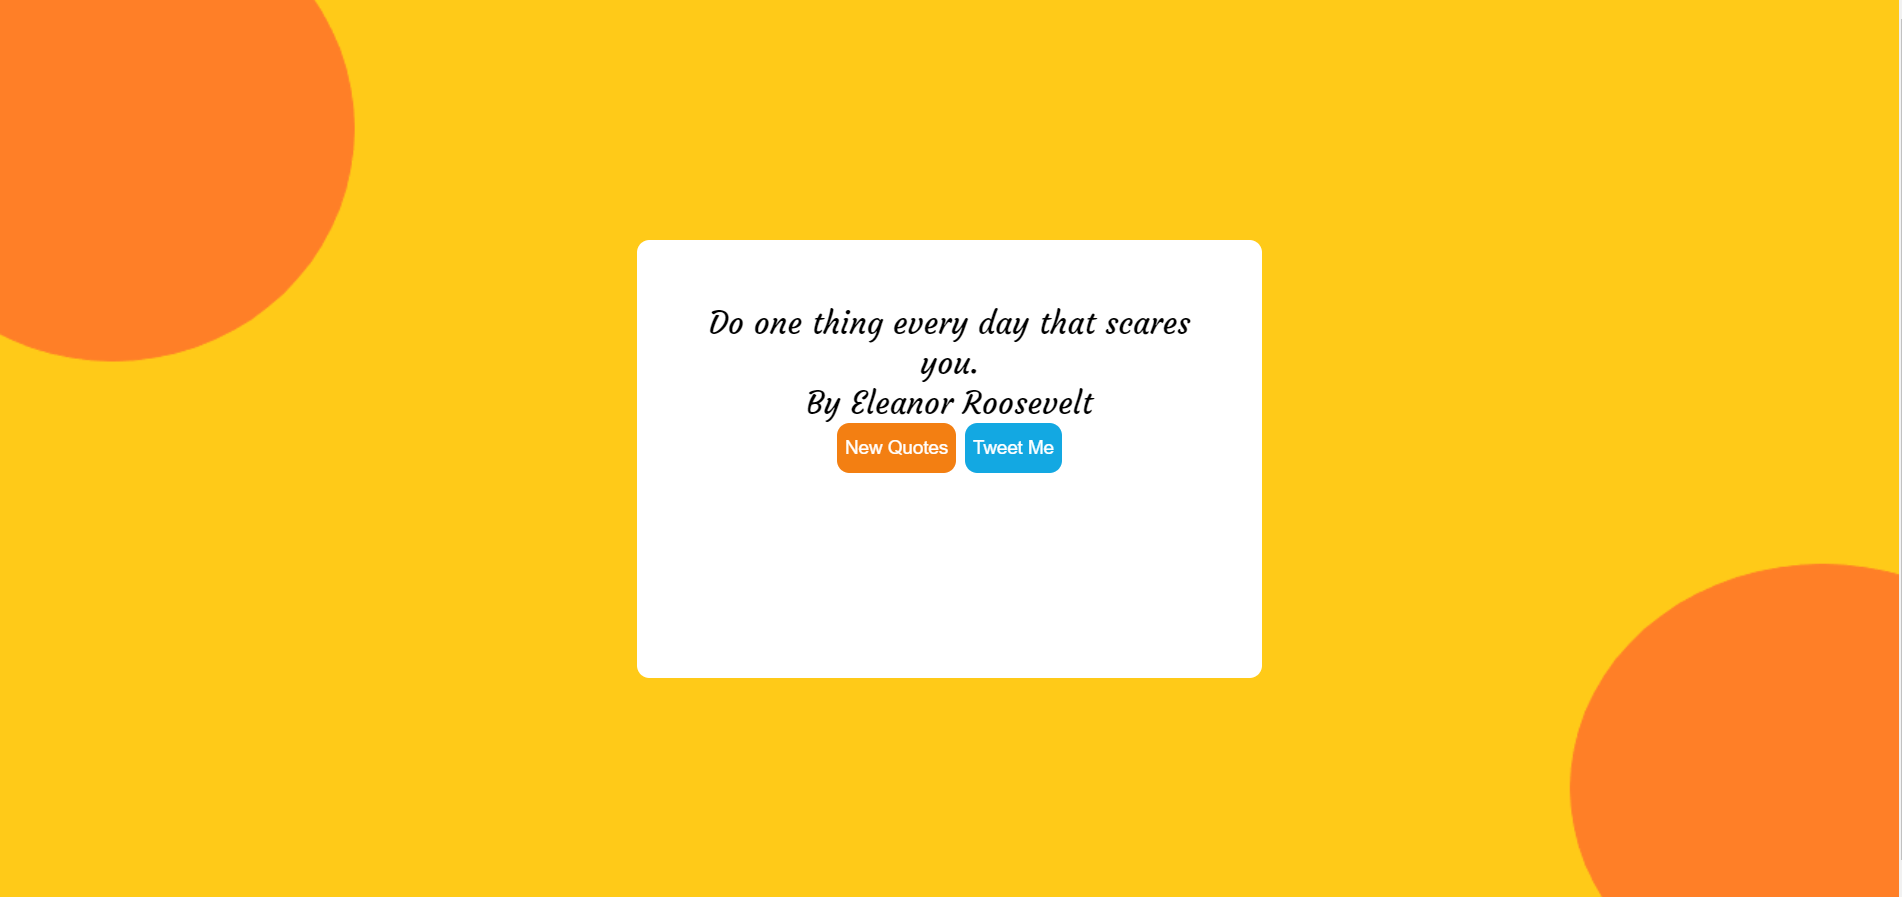 Do one thing every day that scares
you.
By Eleanor Roosevelt
New Quotes Tweet Me